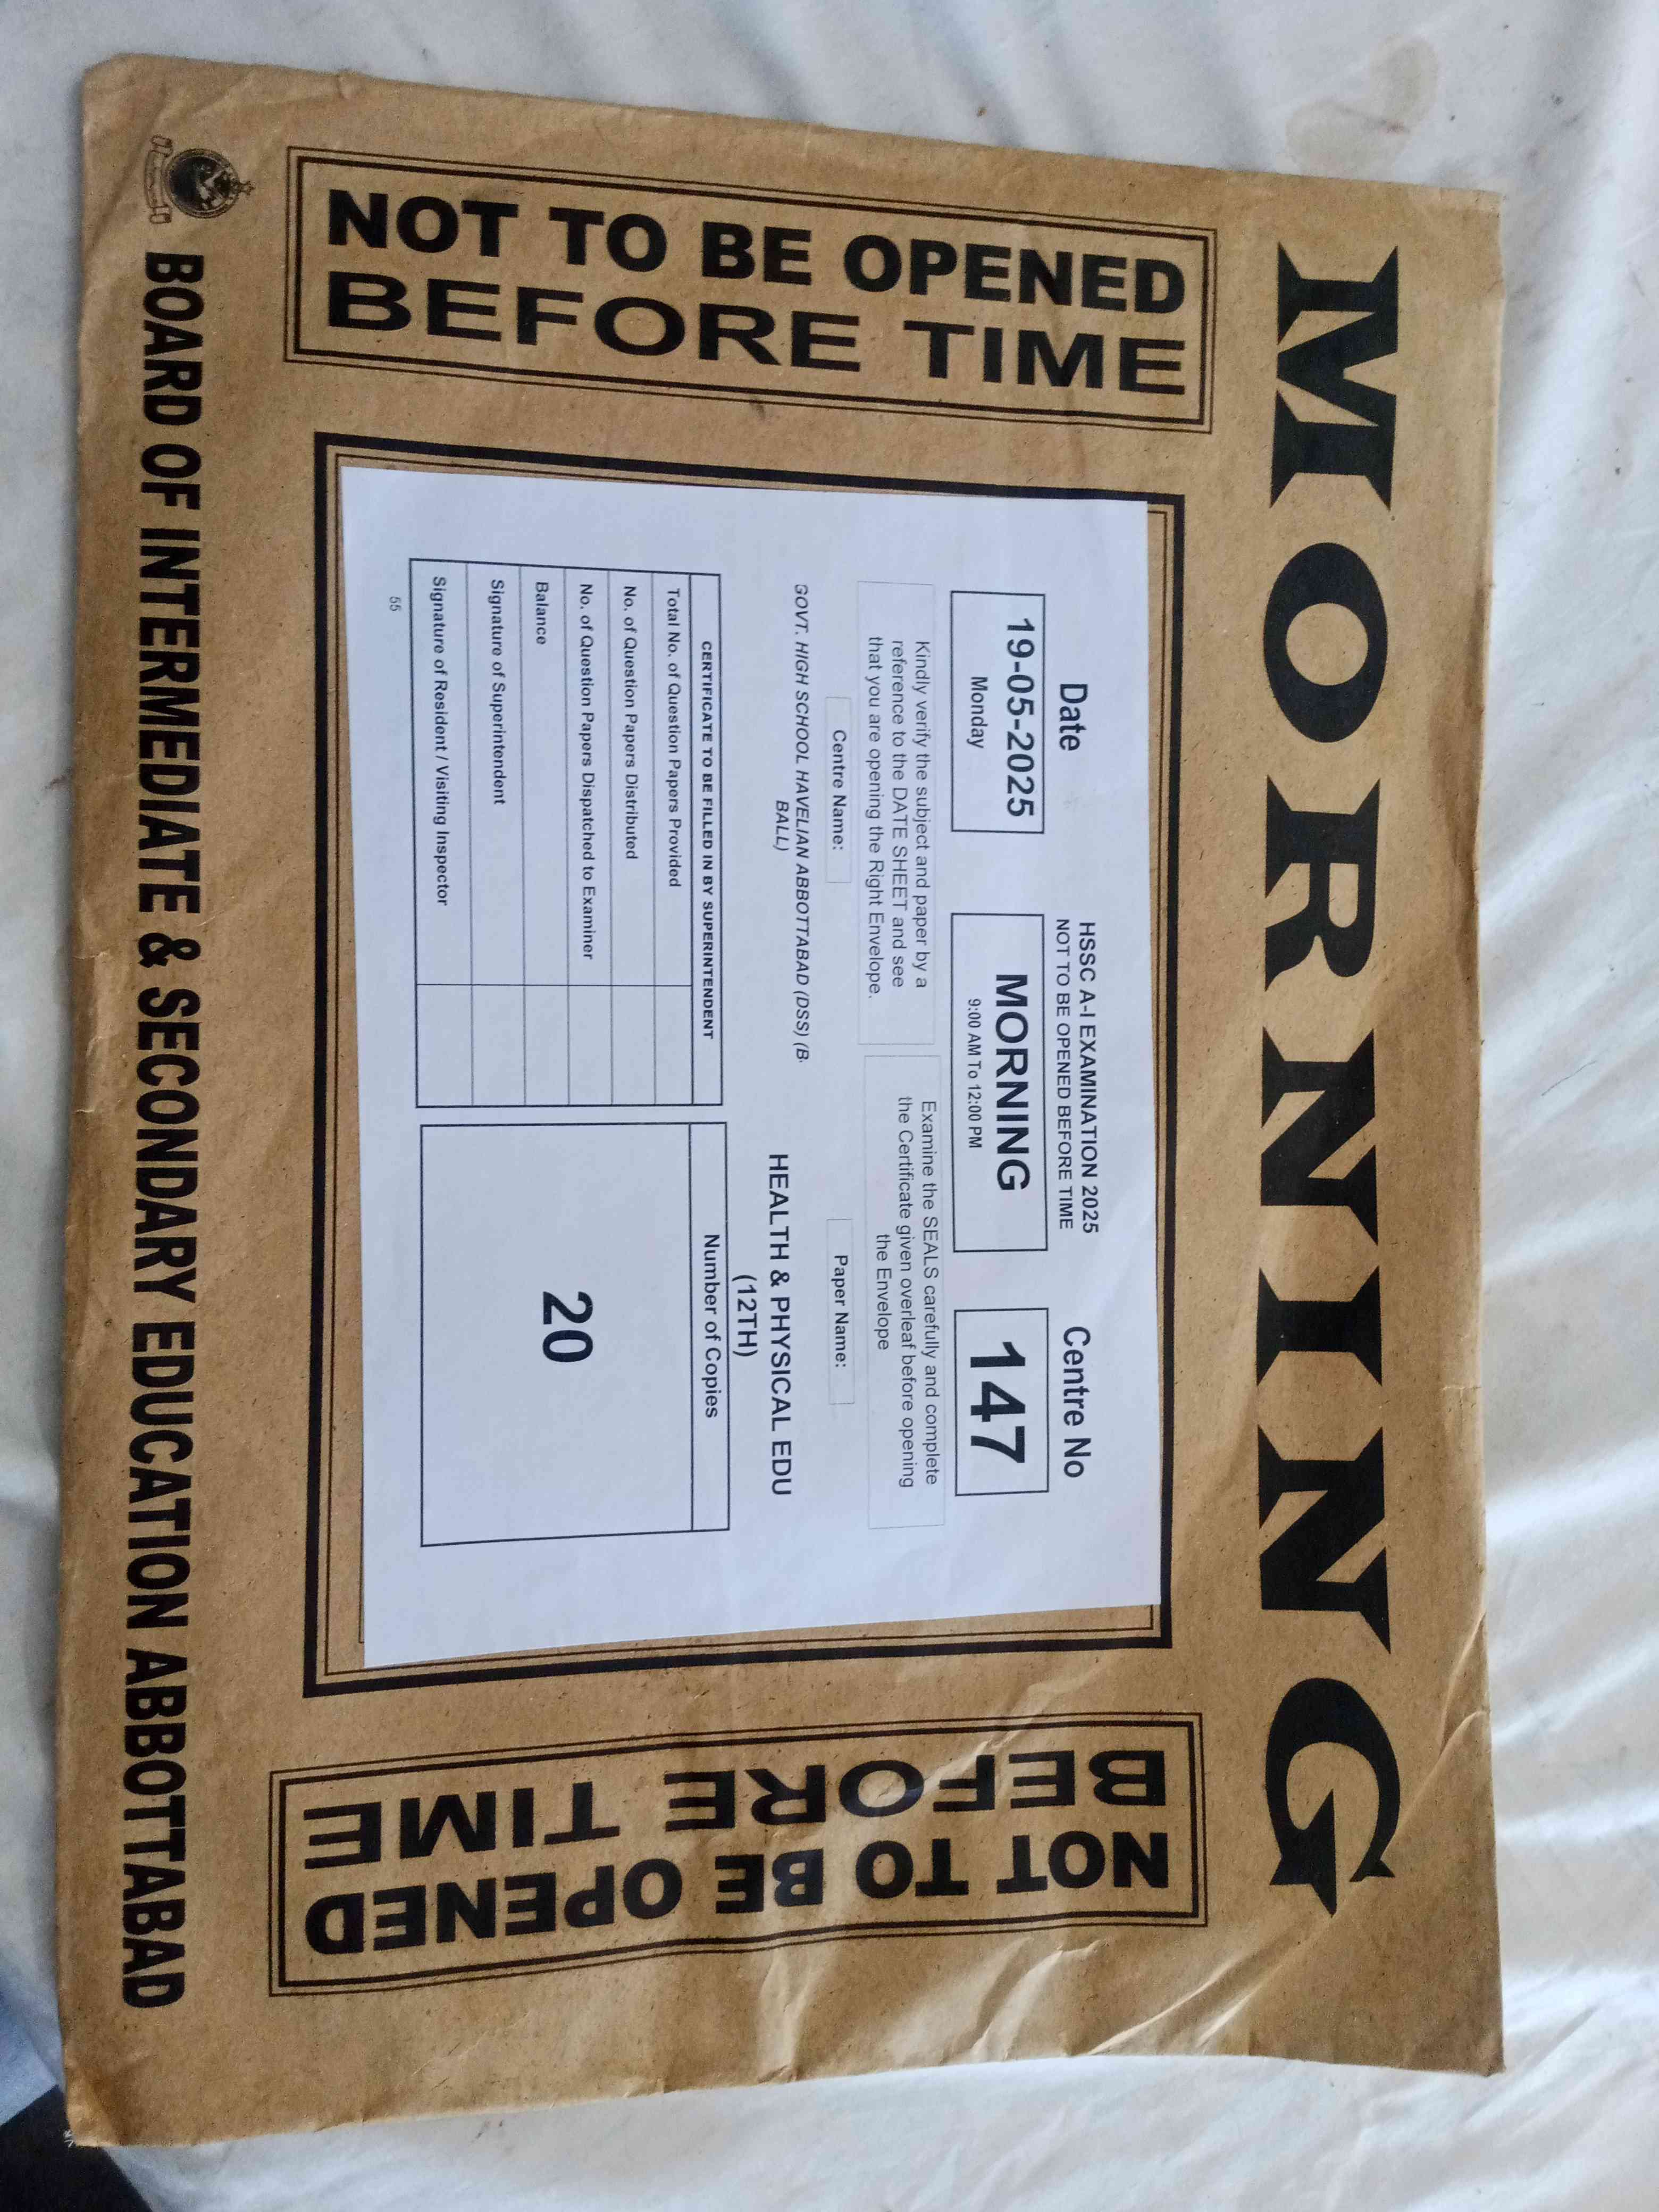 MORNING
NOT TO BE OPENED
BEFORE TIME
Date
19-05-2025
Monday
HSSC A-I EXAMINATION 2025
NOT TO BE OPENED BEFORE TIME
MORNING
9:00 AM To 12:00 PM
Centre No
147
Kindly verify the subject and paper by a
reference to the DATE SHEET and see
that you are opening the Right Envelope.
Examine the SEALS carefully and complete
the Certificate given overleaf before opening
the Envelope
Centre Name:
GOVT. HIGH SCHOOL HAVELIAN ABBOTTABAD (DSS) (B-
BALL)
Paper Name:
HEALTH & PHYSICAL EDU
(12TH)
CERTIFICATE TO BE FILLED IN BY SUPERINTENDENT
Total No. of Question Papers Provided
No. of Question Papers Distributed
No. of Question Papers Dispatched to Examiner
Balance
Signature of Superintendent
Signature of Resident / Visiting Inspector
Number of Copies
20
55
NOT TO BE OPENED
BEFORE TIME
BOARD OF INTERMEDIATE & SECONDARY EDUCATION ABBOTTABAD